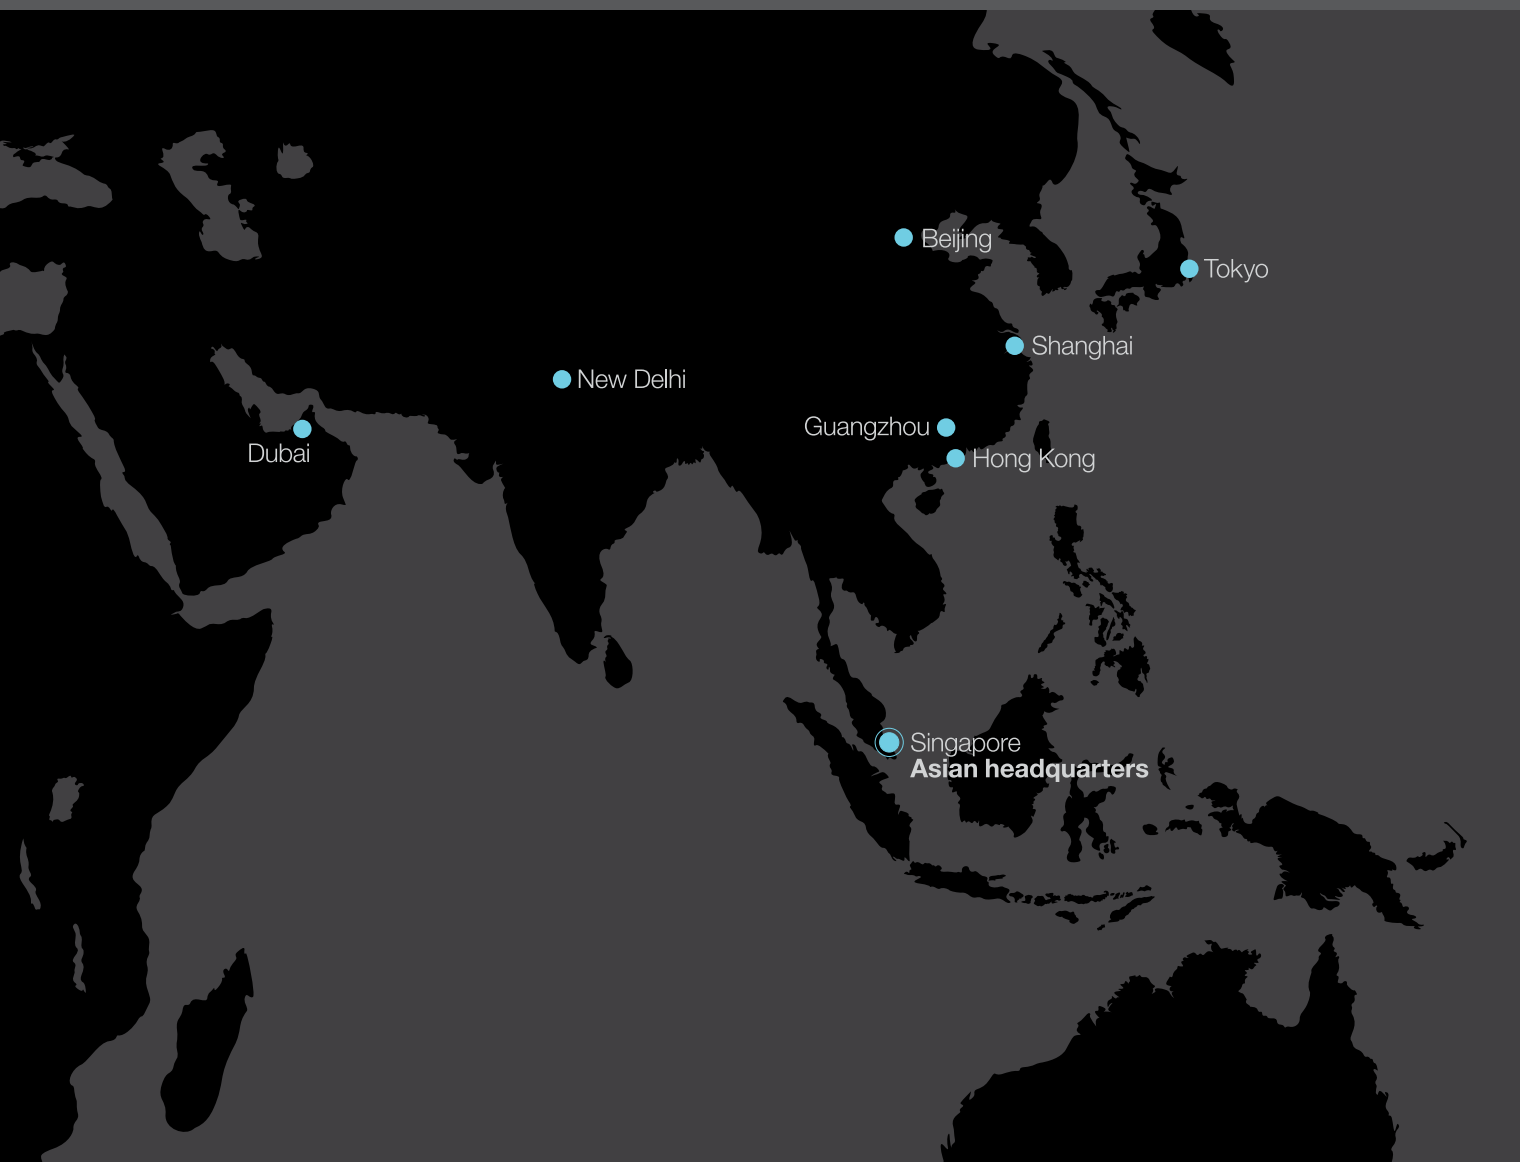 Beijing
Tokyo
Shanghai
New Delhi
Guangzhou
Dubai
Hong Kong
Singapore
Asian headquarters